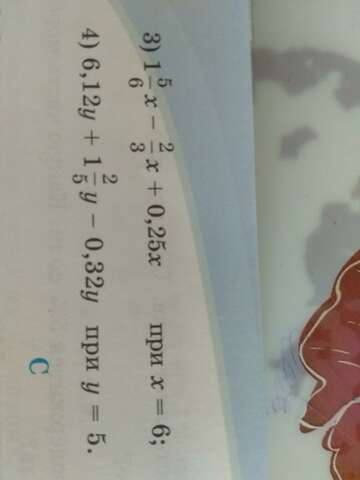 3) 1 5/6 x − 2/3 x + 0,25x при x = 6;
4) 6,12y + 1 2/5 y − 0,32y при y = 5.
C